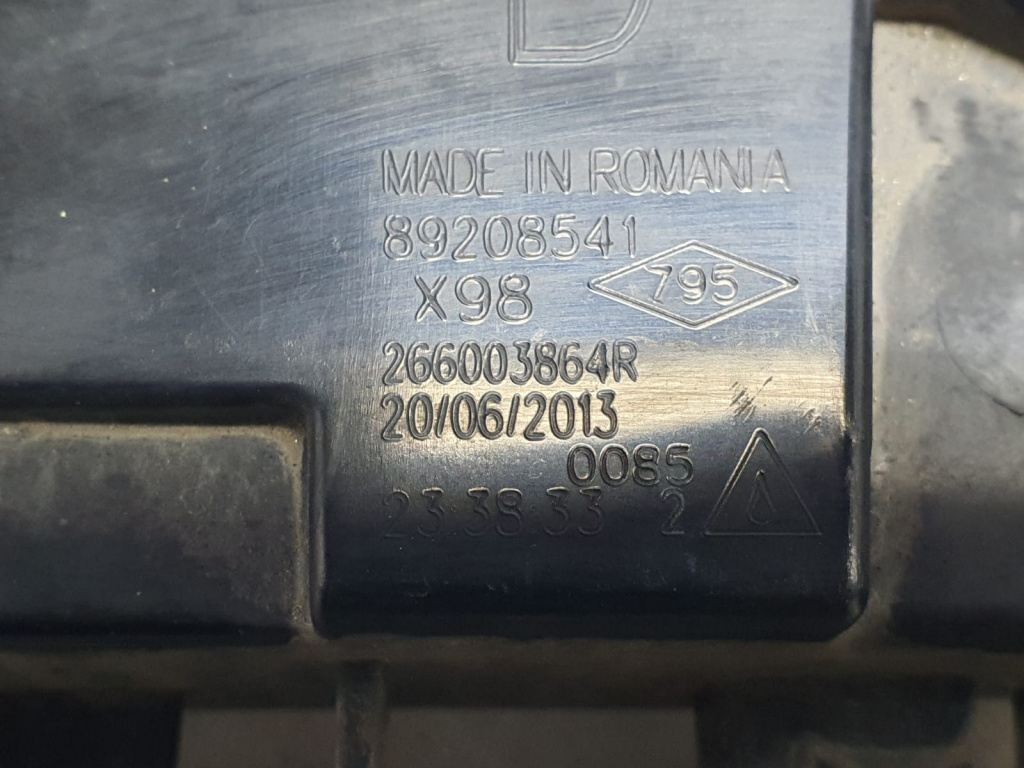 D
MADE IN ROMANIA
89208541
X98 795
266003864R
20/06/2013
0085
23:38:33 2